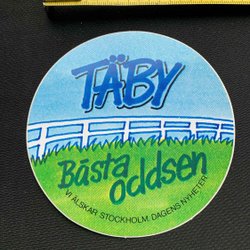 TÄBY
Bästa
oddsen
VI ÄLSKAR STOCKHOLM. DAGENS NYHETER